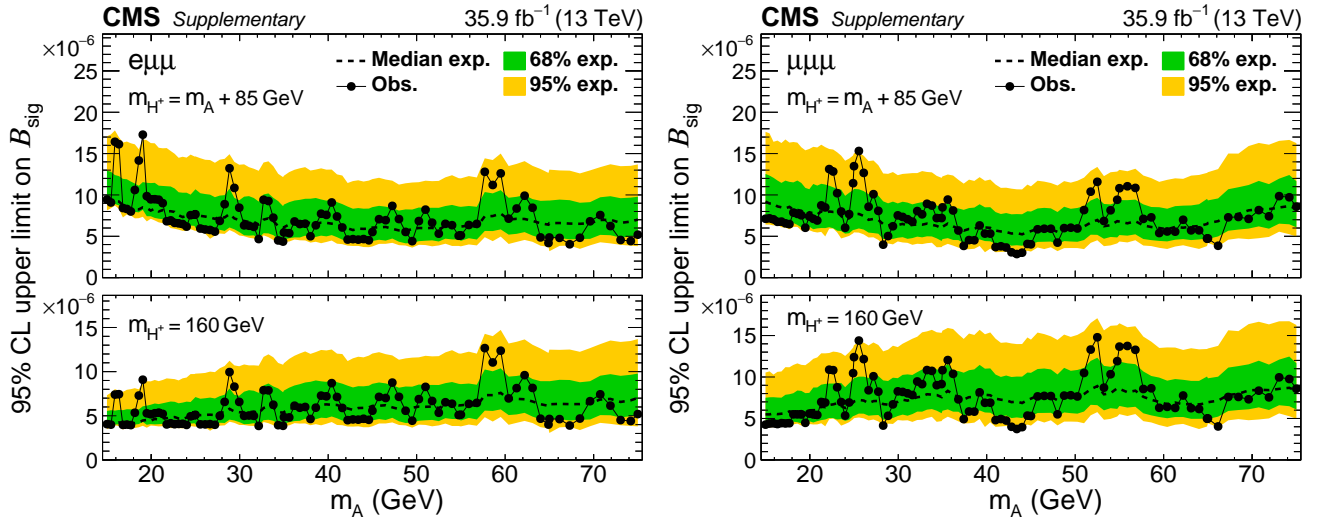 CMS Supplementary 35.9 fb⁻¹ (13 TeV)
×10⁻⁶
eμμ
Median exp. 68% exp.
Obs. 95% exp.
m_H⁺ = m_A + 85 GeV
25
20
15
10
5
0
×10⁻⁶
m_H⁺ = 160 GeV
15
10
5
0
20 30 40 50 60 70
m_A (GeV)
95% CL upper limit on B_sig
CMS Supplementary 35.9 fb⁻¹ (13 TeV)
×10⁻⁶
μμμ
Median exp. 68% exp.
Obs. 95% exp.
m_H⁺ = m_A + 85 GeV
25
20
15
10
5
0
×10⁻⁶
m_H⁺ = 160 GeV
15
10
5
0
20 30 40 50 60 70
m_A (GeV)
95% CL upper limit on B_sig